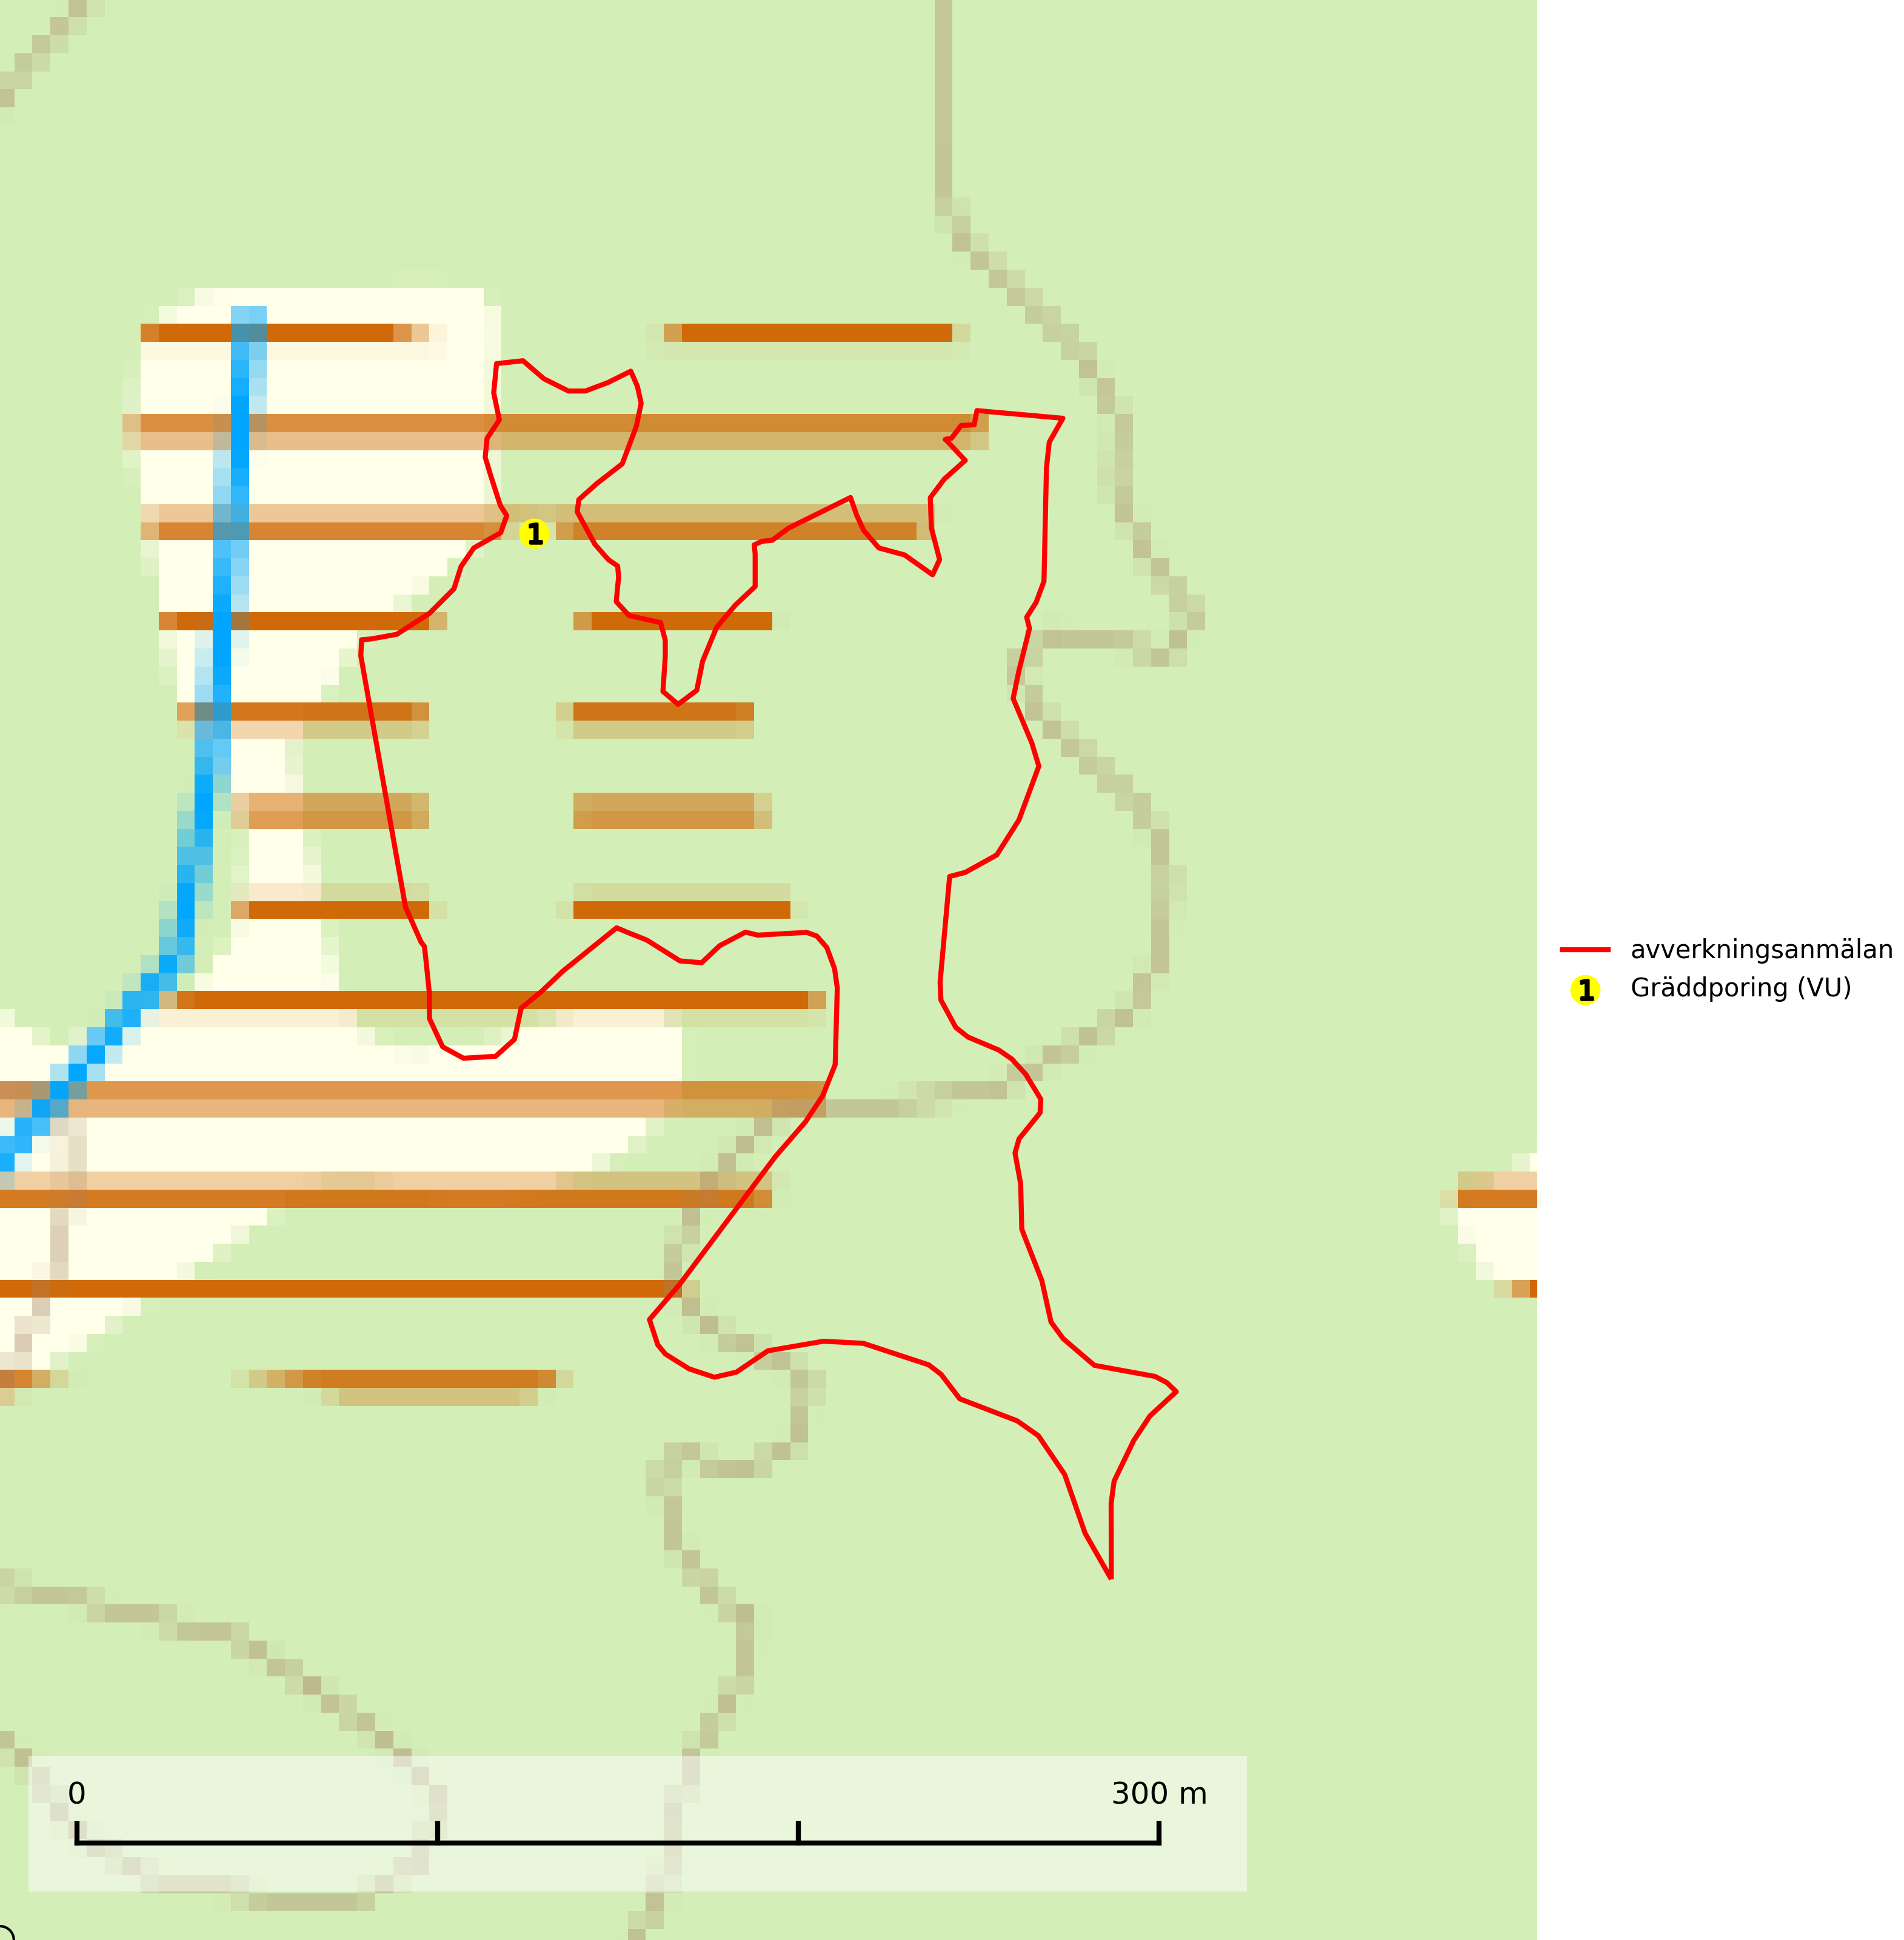 1
avverkningsanmälan
1 Gräddporing (VU)
0 300 m